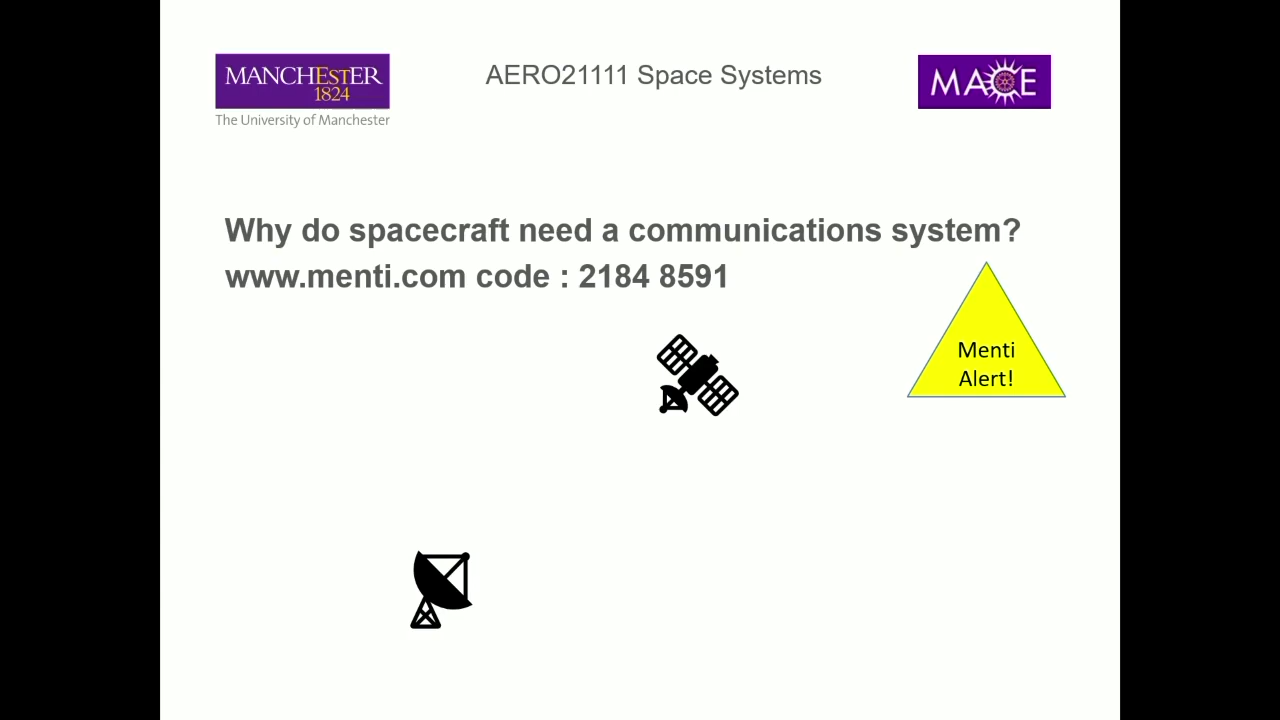 MANCHEstER
1824
The University of Manchester
AERO21111 Space Systems
MACE
Why do spacecraft need a communications system?
www.menti.com code : 2184 8591
Menti
Alert!